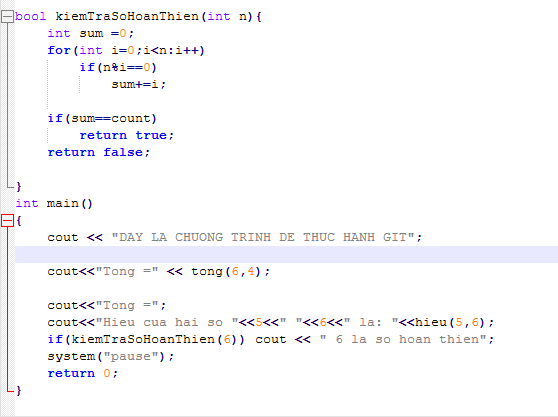 bool kiemTraSoHoanThien(int n){
int sum =0;
for(int i=0;i<n:i++)
if(n%i==0)
sum+=i;
if(sum==count)
return true;
return false;
}
int main()
{
cout << "DAY LA CHUONG TRINH DE THUC HANH GIT";
cout<<"Tong =" << tong(6,4);
cout<<"Tong =";
cout<<"Hieu cua hai so "<<5<<" "<<6<<" la: "<<hieu(5,6);
if(kiemTraSoHoanThien(6)) cout << " 6 la so hoan thien";
system("pause");
return 0;
}